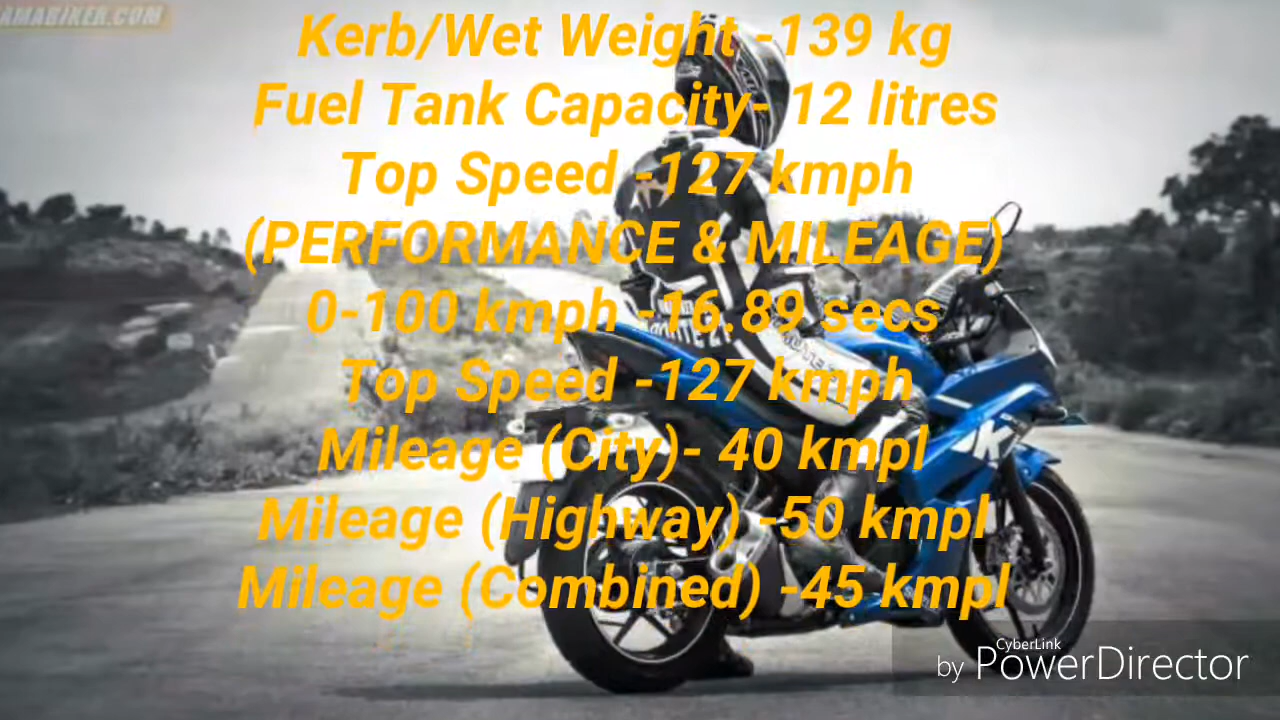 AMABIKER.COM
Kerb/Wet Weight -139 kg
Fuel Tank Capacity- 12 litres
Top Speed -127 kmph
(PERFORMANCE & MILEAGE)
0-100 kmph -16.89 secs
Top Speed -127 kmph
Mileage (City)- 40 kmpl
Mileage (Highway) -50 kmpl
Mileage (Combined) -45 kmpl
CyberLink
by PowerDirector